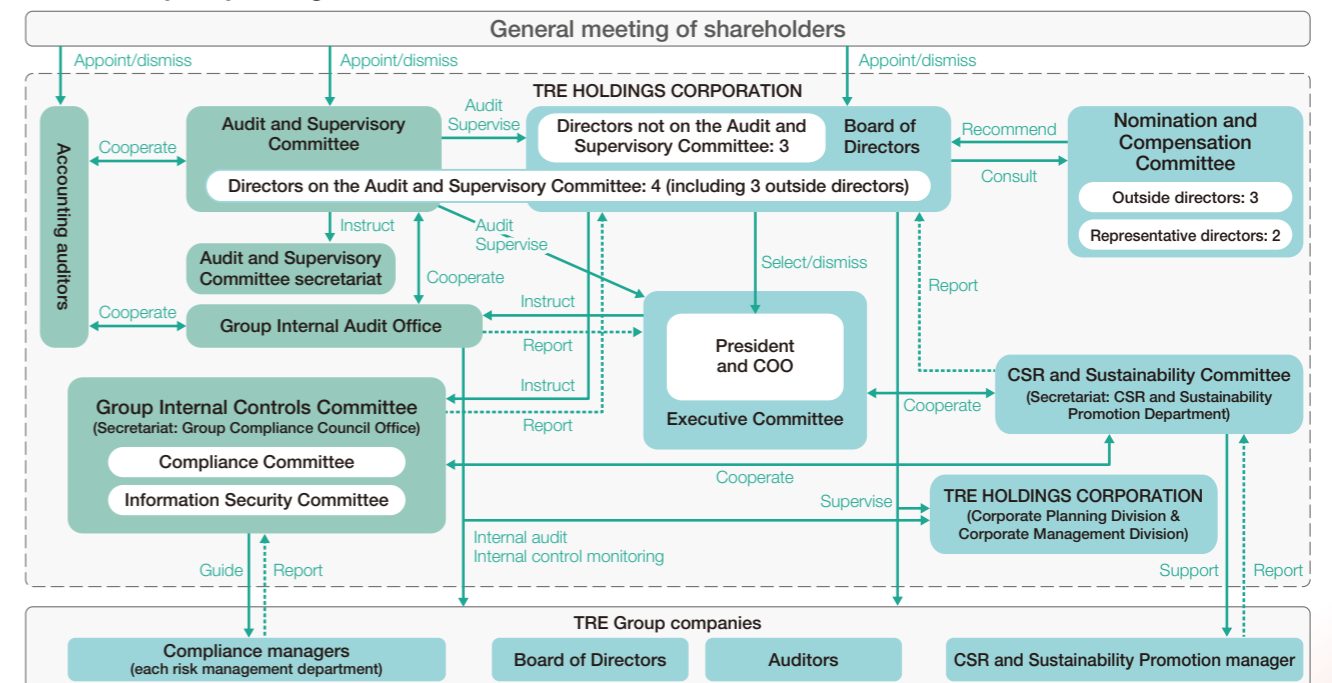 General meeting of shareholders
Appoint/dismiss
Appoint/dismiss
Appoint/dismiss
TRE HOLDINGS CORPORATION
Accounting auditors
Cooperate
Audit and Supervisory
Committee
Audit
Supervise
Directors not on the Audit and
Supervisory Committee: 3
Board of
Directors
Directors on the Audit and Supervisory Committee: 4 (including 3 outside directors)
Recommend
Consult
Nomination and
Compensation
Committee
Outside directors: 3
Representative directors: 2
Instruct
Audit and Supervisory
Committee secretariat
Cooperate
Audit
Supervise
Select/dismiss
Report
Cooperate
Group Internal Audit Office
Instruct
Report
President
and COO
Executive Committee
Instruct
Report
Cooperate
CSR and Sustainability Committee
(Secretariat: CSR and Sustainability
Promotion Department)
Group Internal Controls Committee
(Secretariat: Group Compliance Council Office)
Compliance Committee
Information Security Committee
Cooperate
Supervise
TRE HOLDINGS CORPORATION
(Corporate Planning Division &
Corporate Management Division)
Internal audit
Internal control monitoring
Guide
Report
Support
Report
TRE Group companies
Compliance managers
(each risk management department)
Board of Directors
Auditors
CSR and Sustainability Promotion manager